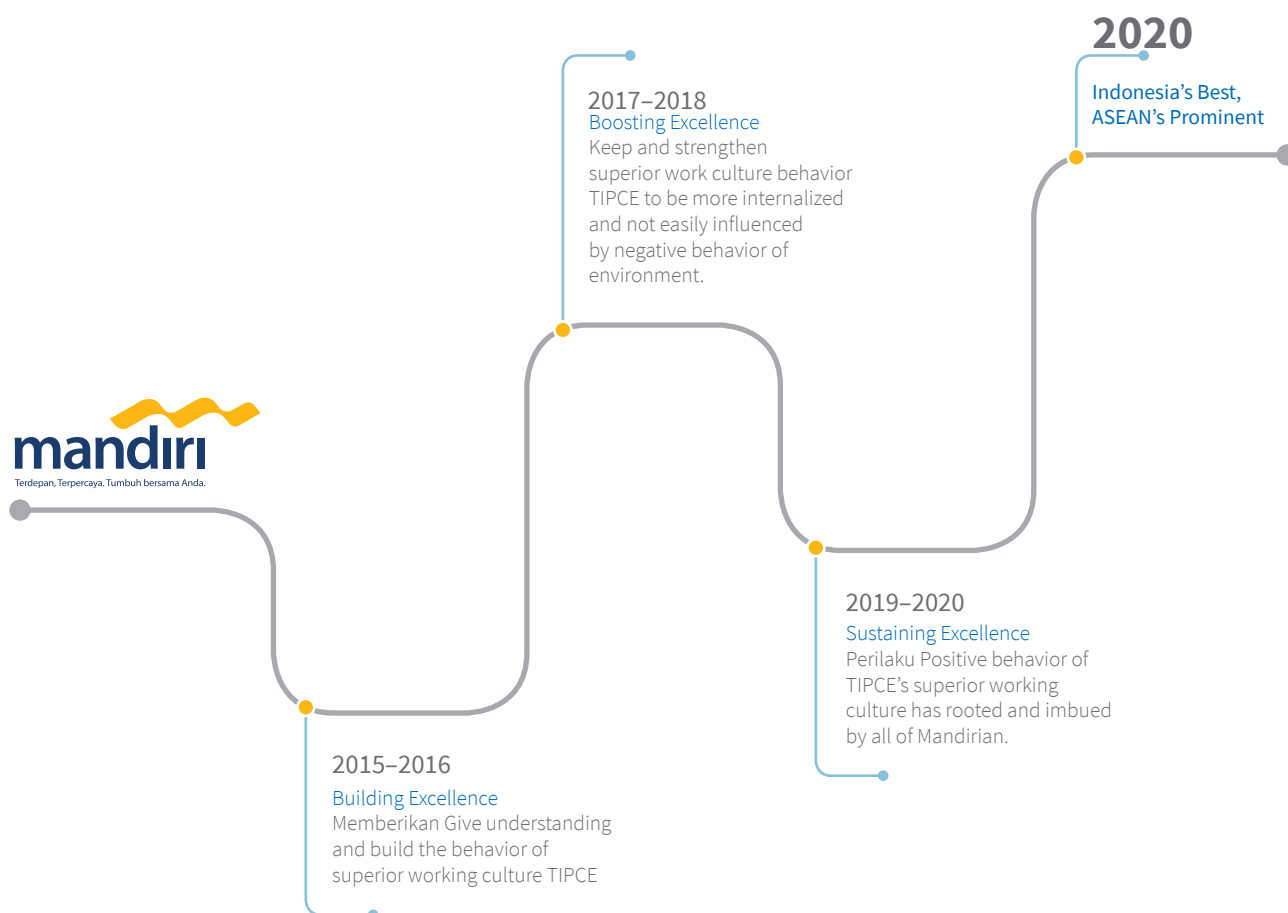 mandiri
Terdepan, Terpercaya. Tumbuh bersama Anda.
2015–2016
Building Excellence
Memberikan Give understanding
and build the behavior of
superior working culture TIPCE
2017–2018
Boosting Excellence
Keep and strengthen
superior work culture behavior
TIPCE to be more internalized
and not easily influenced
by negative behavior of
environment.
2019–2020
Sustaining Excellence
Perilaku Positive behavior of
TIPCE’s superior working
culture has rooted and imbued
by all of Mandirian.
2020
Indonesia’s Best,
ASEAN’s Prominent